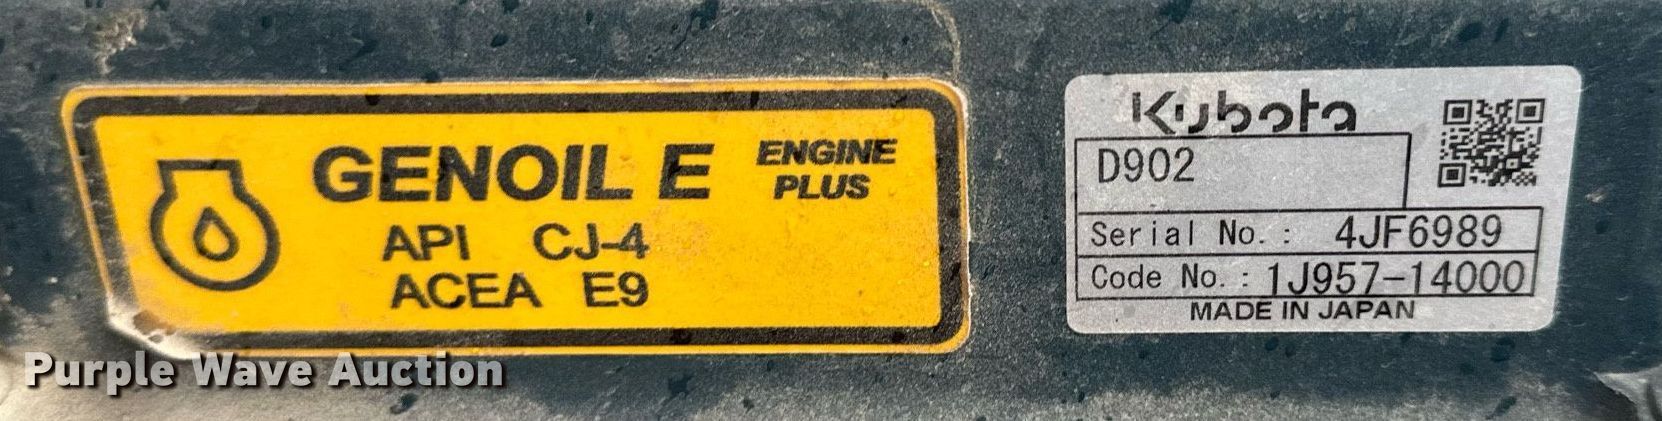 GENOIL E ENGINE PLUS
API CJ-4
ACEA E9
Kubota
D902
Serial No. : 4JF6989
Code No. : 1J957-14000
MADE IN JAPAN
Purple Wave Auction